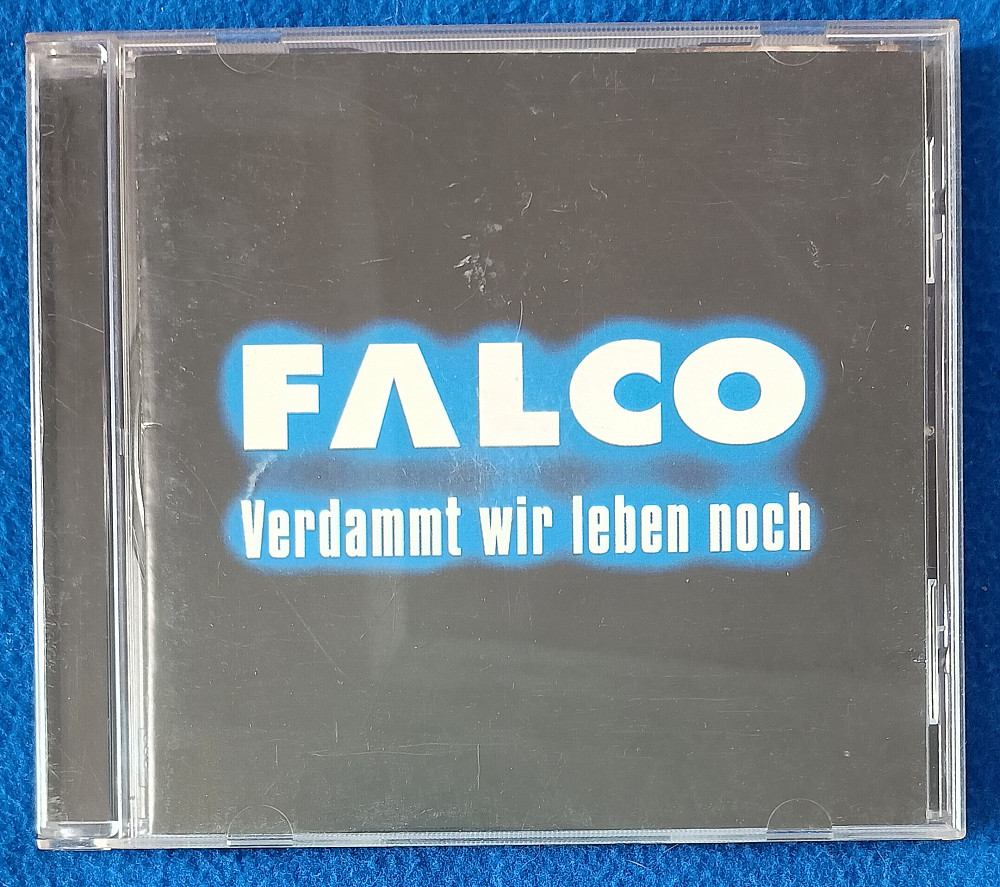 FALCO
Verdammt wir leben noch